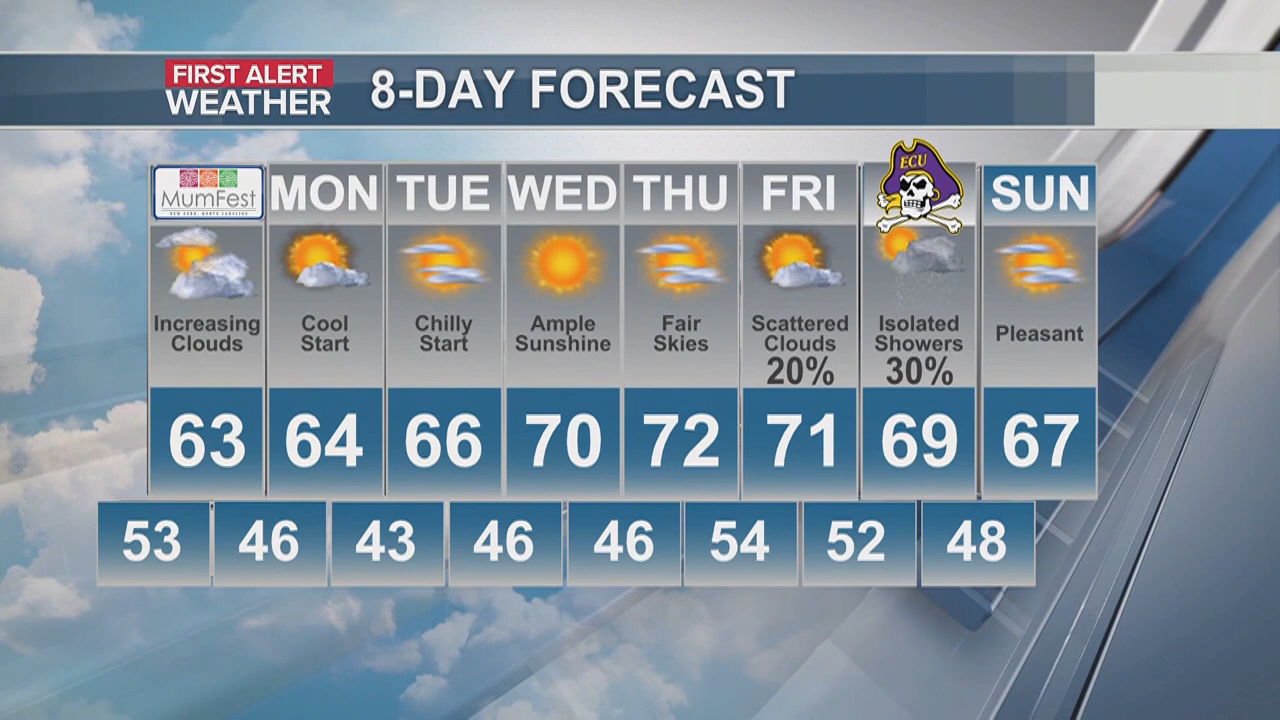 FIRST ALERT
WEATHER
8-DAY FORECAST
MumFest
NEW BERN, NORTH CAROLINA
MON
TUE
WED
THU
FRI
ECU
SUN
Increasing
Clouds
Cool
Start
Chilly
Start
Ample
Sunshine
Fair
Skies
Scattered
Clouds
20%
Isolated
Showers
30%
Pleasant
63 64 66 70 72 71 69 67
53 46 43 46 46 54 52 48